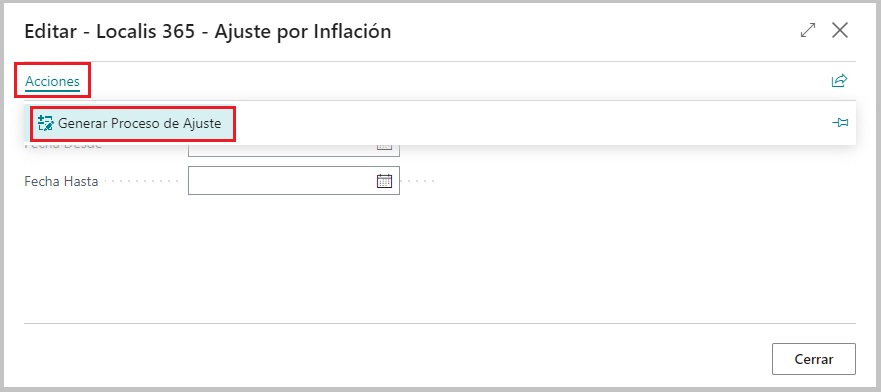 Editar - Localis 365 - Ajuste por Inflación
Acciones
Generar Proceso de Ajuste
Fecha Desde
Fecha Hasta
Cerrar